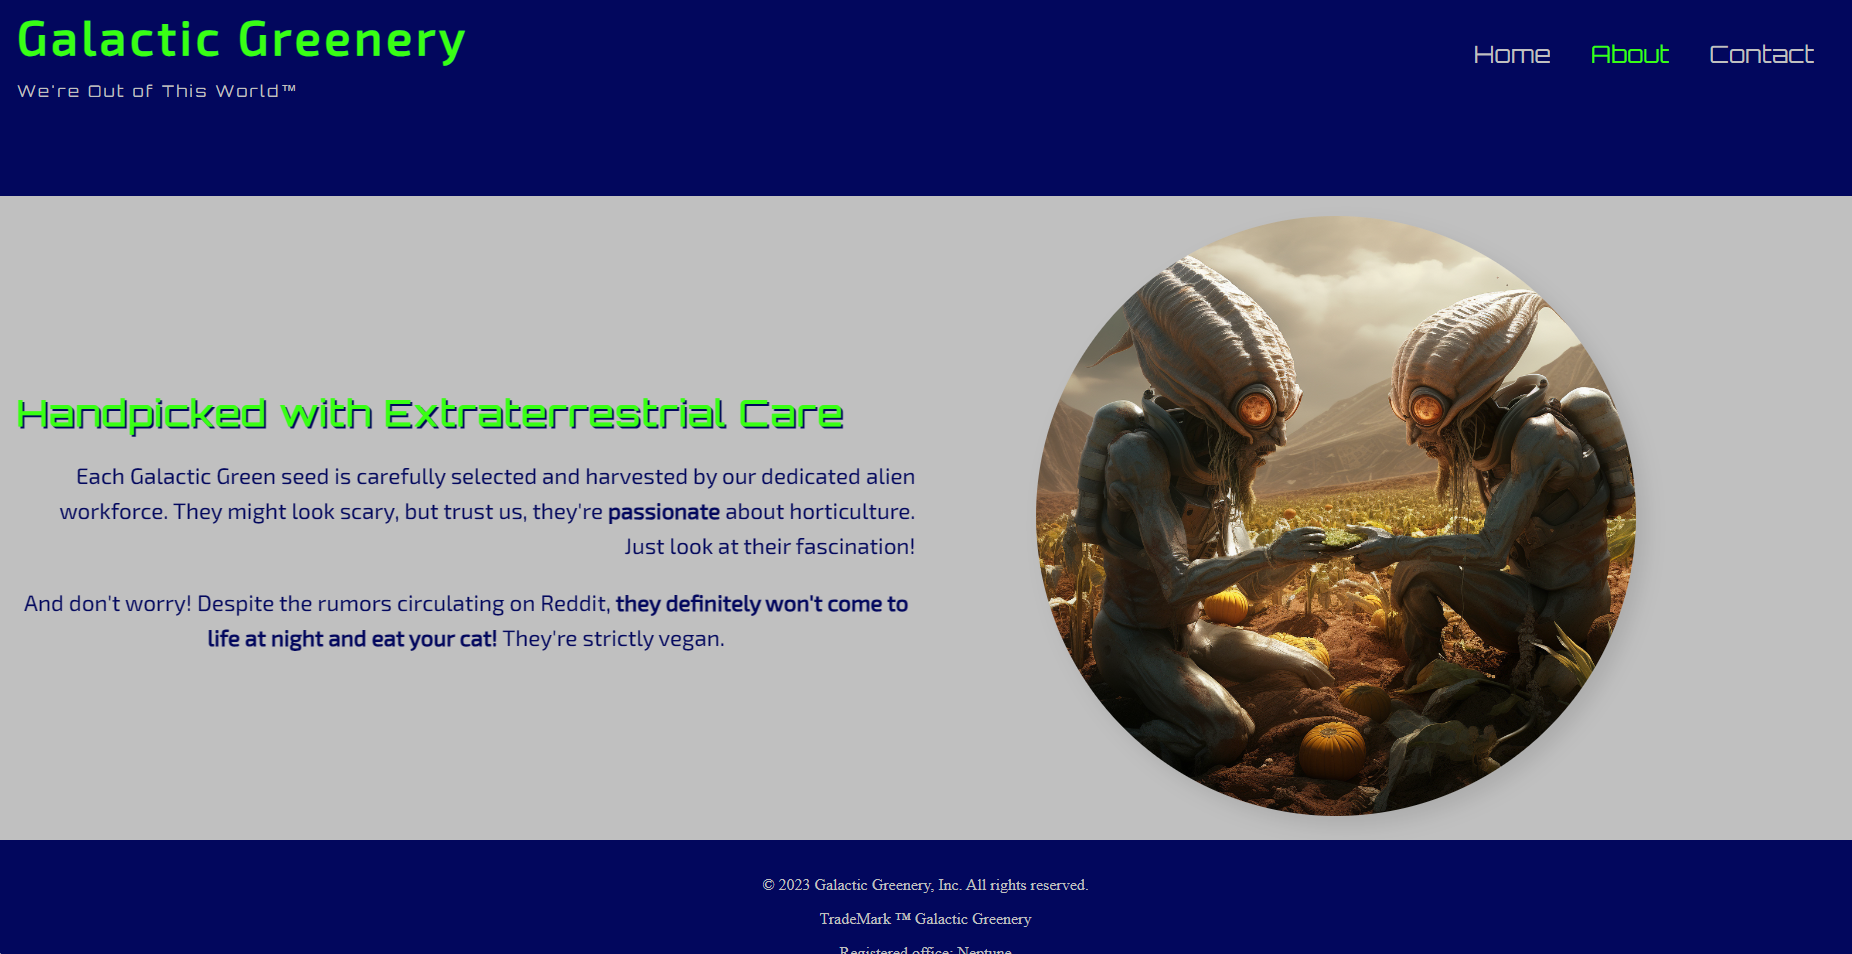 Galactic Greenery
We're Out of This World™
Home About Contact
Handpicked with Extraterrestrial Care
Each Galactic Green seed is carefully selected and harvested by our dedicated alien
workforce. They might look scary, but trust us, they're passionate about horticulture.
Just look at their fascination!
And don't worry! Despite the rumors circulating on Reddit, they definitely won't come to
life at night and eat your cat! They're strictly vegan.
© 2023 Galactic Greenery, Inc. All rights reserved.
TradeMark ™ Galactic Greenery
Registered office: Neptune